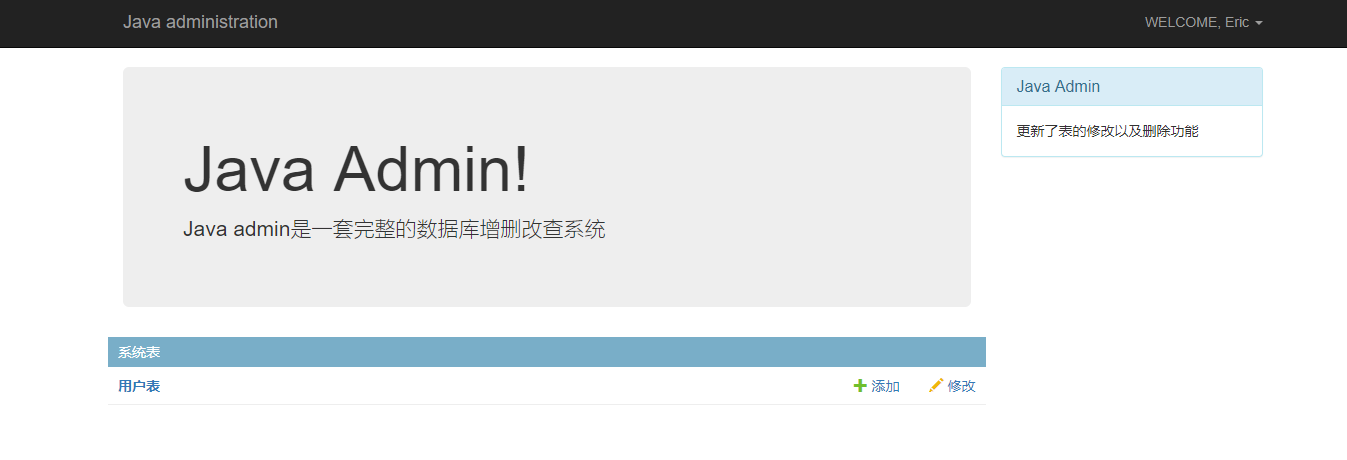 Java administration
WELCOME, Eric
Java Admin!
Java admin是一套完整的数据库增删改查系统
Java Admin
更新了表的修改以及删除功能
系统表
用户表
添加
修改